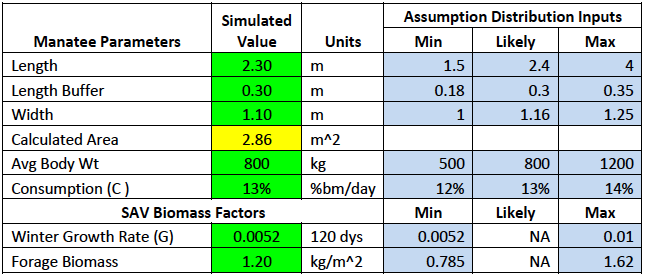 Manatee Parameters Simulated Value Units Assumption Distribution Inputs
Min Likely Max
Length 2.30 m 1.5 2.4 4
Length Buffer 0.30 m 0.18 0.3 0.35
Width 1.10 m 1 1.16 1.25
Calculated Area 2.86 m^2
Avg Body Wt 800 kg 500 800 1200
Consumption (C ) 13% %bm/day 12% 13% 14%
SAV Biomass Factors Min Likely Max
Winter Growth Rate (G) 0.0052 120 dys 0.0052 NA 0.01
Forage Biomass 1.20 kg/m^2 0.785 NA 1.62